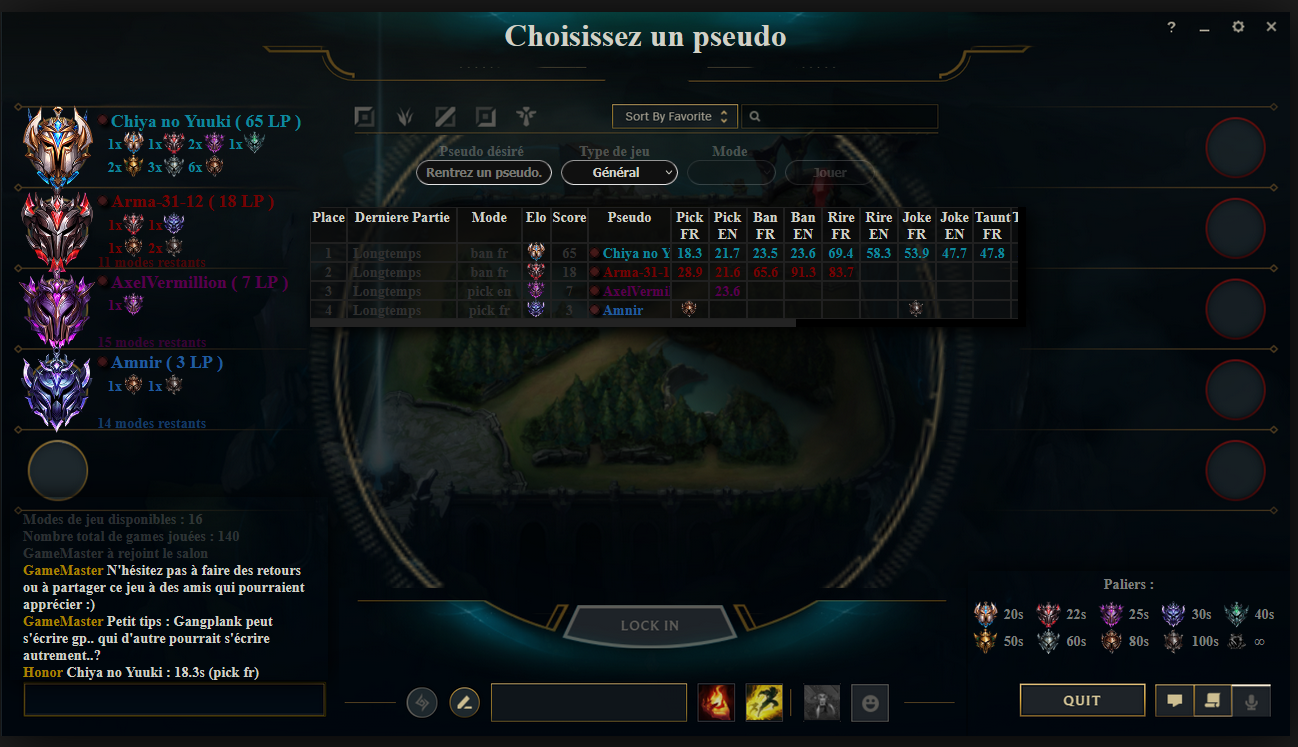 Choisissez un pseudo
?
Chiya no Yuuki ( 65 LP )
1x 1x 2x 1x
2x 3x 6x
Arma-31-12 ( 18 LP )
1x 1x
1x 2x
11 modes restants
AxelVermillion ( 7 LP )
1x
15 modes restants
Amnir ( 3 LP )
1x 1x
14 modes restants
Sort By Favorite
Pseudo désiré Type de jeu Mode
Rentrez un pseudo. Général Jouer
Place Derniere Partie Mode Elo Score Pseudo Pick FR Pick EN Ban FR Ban EN Rire FR Rire EN Joke FR Joke EN Taunt FR
1 Longtemps ban fr 65 Chiya no Y 18.3 21.7 23.5 23.6 69.4 58.3 53.9 47.7 47.8
2 Longtemps ban fr 18 Arma-31-1 28.9 21.6 65.6 91.3 83.7
3 Longtemps pick en 7 AxelVermi 23.6
4 Longtemps pick fr 3 Amnir
Modes de jeu disponibles : 16
Nombre total de games jouées : 140
GameMaster à rejoint le salon
GameMaster N'hésitez pas à faire des retours
ou à partager ce jeu à des amis qui pourraient
apprécier :)
GameMaster Petit tips : Gangplank peut
s'écrire gp.. qui d'autre pourrait s'écrire
autrement..?
Honor Chiya no Yuuki : 18.3s (pick fr)
LOCK IN
Paliers :
20s 22s 25s 30s 40s
50s 60s 80s 100s ∞
QUIT